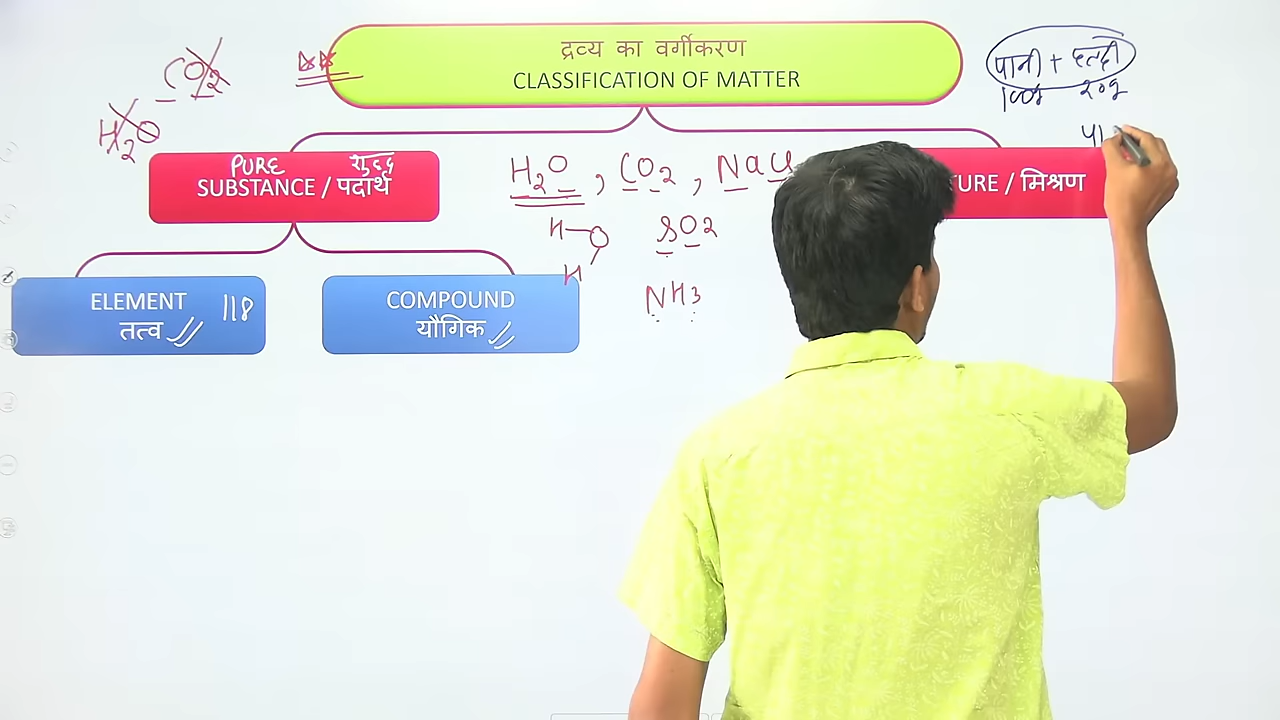 द्रव्य का वर्गीकरण
CLASSIFICATION OF MATTER
CO2
H2O
पानी + हल्दी
100g 20g
पा
PURE शुद्ध
SUBSTANCE / पदार्थ
H2O , CO2 , NaCl
TURE / मिश्रण
H O H
SO2
NH3
ELEMENT 118
तत्व
COMPOUND
यौगिक